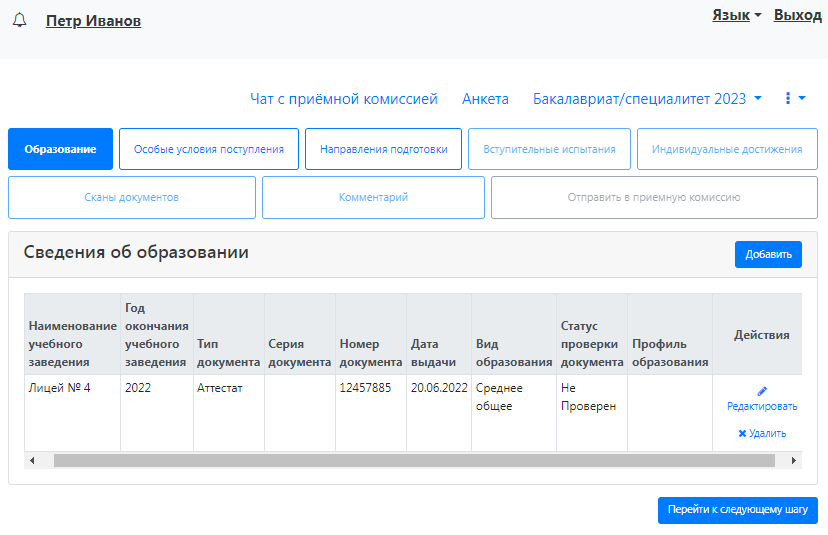 Петр Иванов
Язык Выход
Чат с приёмной комиссией Анкета Бакалавриат/специалитет 2023
Образование Особые условия поступления Направления подготовки Вступительные испытания Индивидуальные достижения
Сканы документов Комментарий Отправить в приемную комиссию
Сведения об образовании Добавить
Наименование учебного заведения
Год окончания учебного заведения
Тип документа
Серия документа
Номер документа
Дата выдачи
Вид образования
Статус проверки документа
Профиль образования
Действия
Лицей № 4
2022
Аттестат
12457885
20.06.2022
Среднее общее
Не Проверен
Редактировать
Удалить
Перейти к следующему шагу